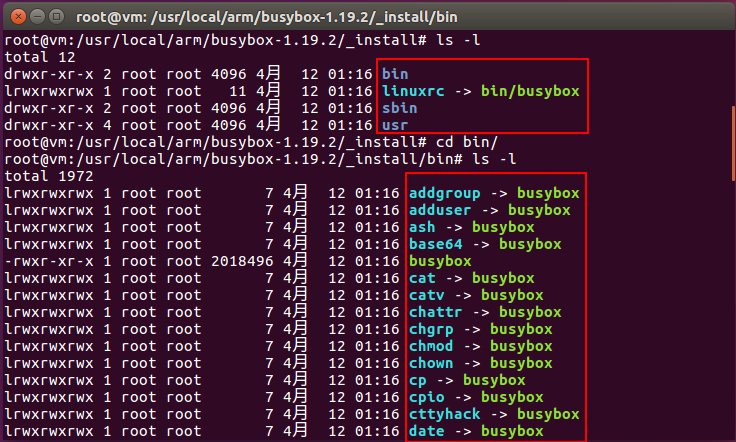 root@vm: /usr/local/arm/busybox-1.19.2/_install/bin
root@vm:/usr/local/arm/busybox-1.19.2/_install# ls -l
total 12
drwxr-xr-x 2 root root 4096 4月  12 01:16 bin
lrwxrwxrwx 1 root root   11 4月  12 01:16 linuxrc -> bin/busybox
drwxr-xr-x 2 root root 4096 4月  12 01:16 sbin
drwxr-xr-x 4 root root 4096 4月  12 01:16 usr
root@vm:/usr/local/arm/busybox-1.19.2/_install# cd bin/
root@vm:/usr/local/arm/busybox-1.19.2/_install/bin# ls -l
total 1972
lrwxrwxrwx 1 root root       7 4月  12 01:16 addgroup -> busybox
lrwxrwxrwx 1 root root       7 4月  12 01:16 adduser -> busybox
lrwxrwxrwx 1 root root       7 4月  12 01:16 ash -> busybox
lrwxrwxrwx 1 root root       7 4月  12 01:16 base64 -> busybox
-rwxr-xr-x 1 root root 2018496 4月  12 01:16 busybox
lrwxrwxrwx 1 root root       7 4月  12 01:16 cat -> busybox
lrwxrwxrwx 1 root root       7 4月  12 01:16 catv -> busybox
lrwxrwxrwx 1 root root       7 4月  12 01:16 chattr -> busybox
lrwxrwxrwx 1 root root       7 4月  12 01:16 chgrp -> busybox
lrwxrwxrwx 1 root root       7 4月  12 01:16 chmod -> busybox
lrwxrwxrwx 1 root root       7 4月  12 01:16 chown -> busybox
lrwxrwxrwx 1 root root       7 4月  12 01:16 cp -> busybox
lrwxrwxrwx 1 root root       7 4月  12 01:16 cpio -> busybox
lrwxrwxrwx 1 root root       7 4月  12 01:16 cttyhack -> busybox
lrwxrwxrwx 1 root root       7 4月  12 01:16 date -> busybox